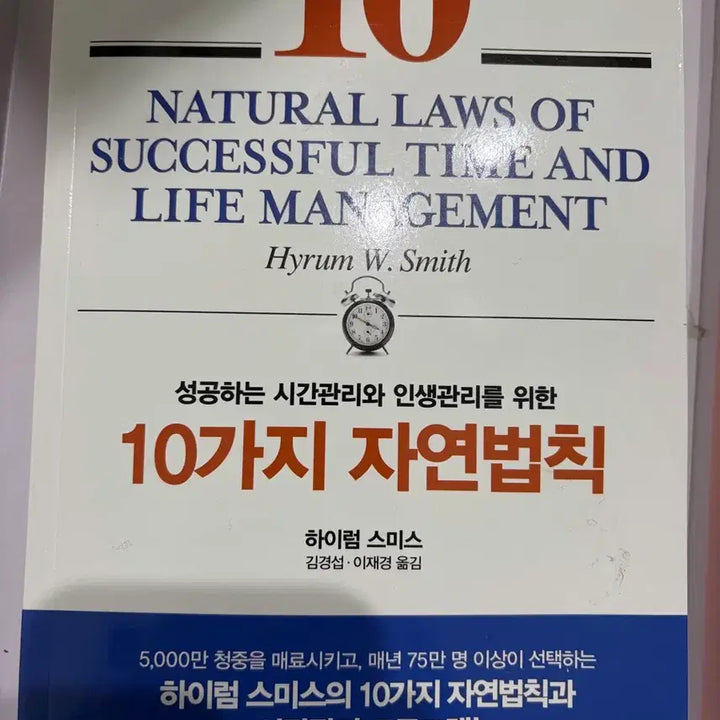 10
NATURAL LAWS OF
SUCCESSFUL TIME AND
LIFE MANAGEMENT
Hyrum W. Smith
성공하는 시간관리와 인생관리를 위한
10가지 자연법칙
하이럼 스미스
김경섭·이재경 옮김
5,000만 청중을 매료시키고, 매년 75만 명 이상이 선택하는
하이럼 스미스의 10가지 자연법칙과